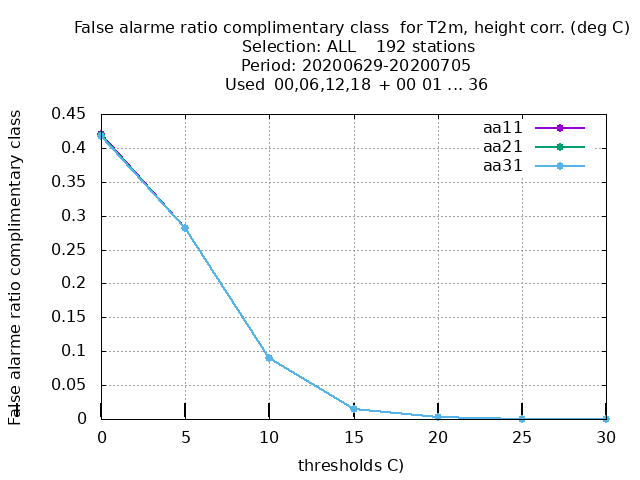 False alarme ratio complimentary class  for T2m, height corr. (deg C)
Selection: ALL    192 stations
Period: 20200629-20200705
Used  00,06,12,18  + 00 01 ... 36
False alarme ratio complimentary class
0.45
0.4
0.35
0.3
0.25
0.2
0.15
0.1
0.05
0
aa11
aa21
aa31
0 5 10 15 20 25 30
thresholds C)